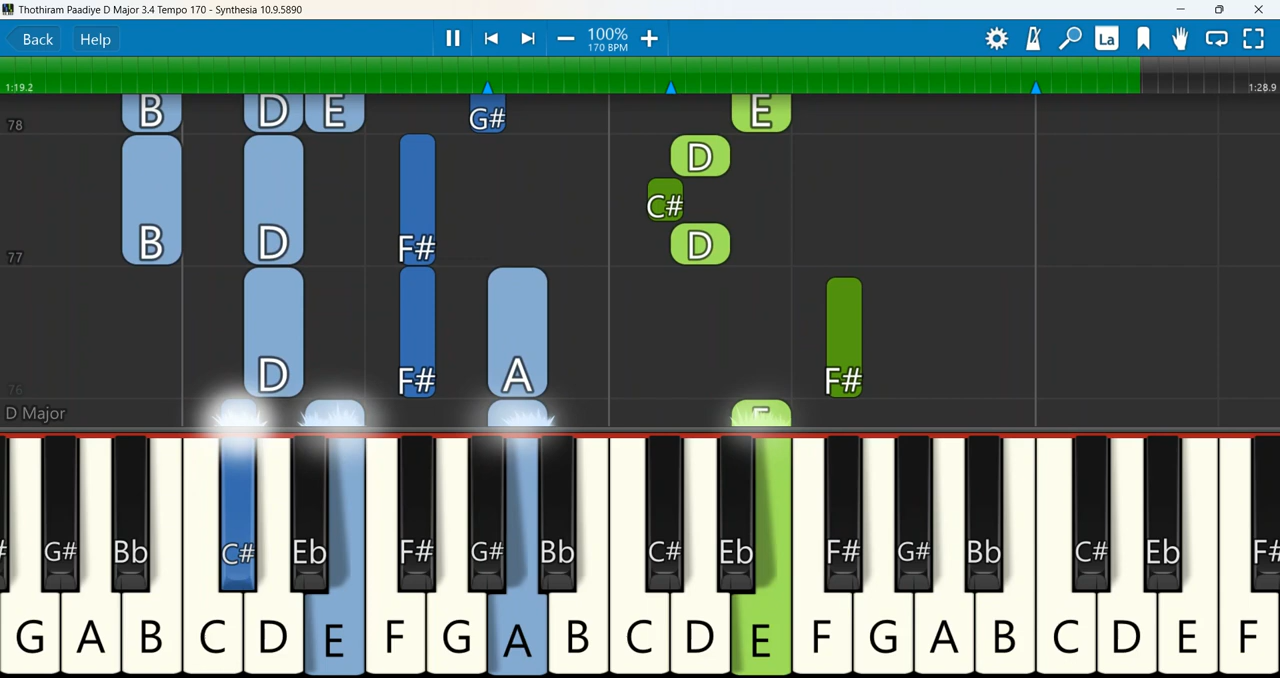 Thothiram Paadiye D Major 3.4 Tempo 170 - Synthesia 10.9.5890
Back Help 100% La
170 BPM
1:19.2 1:28.9
78 B D E G# E
D
C#
77 B D F# D
76 D F# A F#
D Major
G# Bb C# Eb F# G# Bb C# Eb F# G# Bb C# Eb F#
G A B C D E F G A B C D E F G A B C D E F